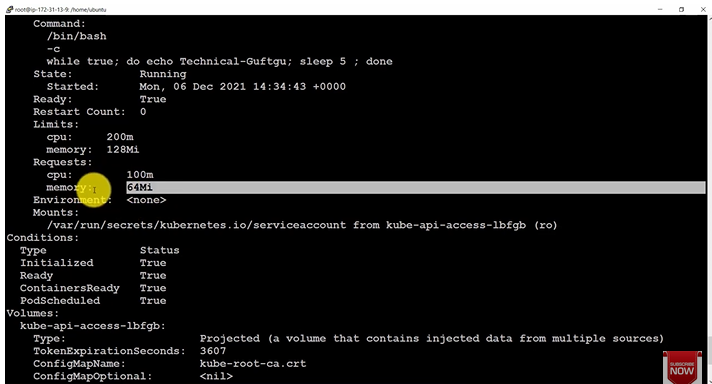 root@ip-172-31-13-9: /home/ubuntu
Command:
/bin/bash
-c
while true; do echo Technical-Guftgu; sleep 5 ; done
State: Running
Started: Mon, 06 Dec 2021 14:34:43 +0000
Ready: True
Restart Count: 0
Limits:
cpu: 200m
memory: 128Mi
Requests:
cpu: 100m
memory: 64Mi
Environment: <none>
Mounts:
/var/run/secrets/kubernetes.io/serviceaccount from kube-api-access-lbfgb (ro)
Conditions:
Type Status
Initialized True
Ready True
ContainersReady True
PodScheduled True
Volumes:
kube-api-access-lbfgb:
Type: Projected (a volume that contains injected data from multiple sources)
TokenExpirationSeconds: 3607
ConfigMapName: kube-root-ca.crt
ConfigMapOptional: <nil>
SUBSCRIBE
NOW